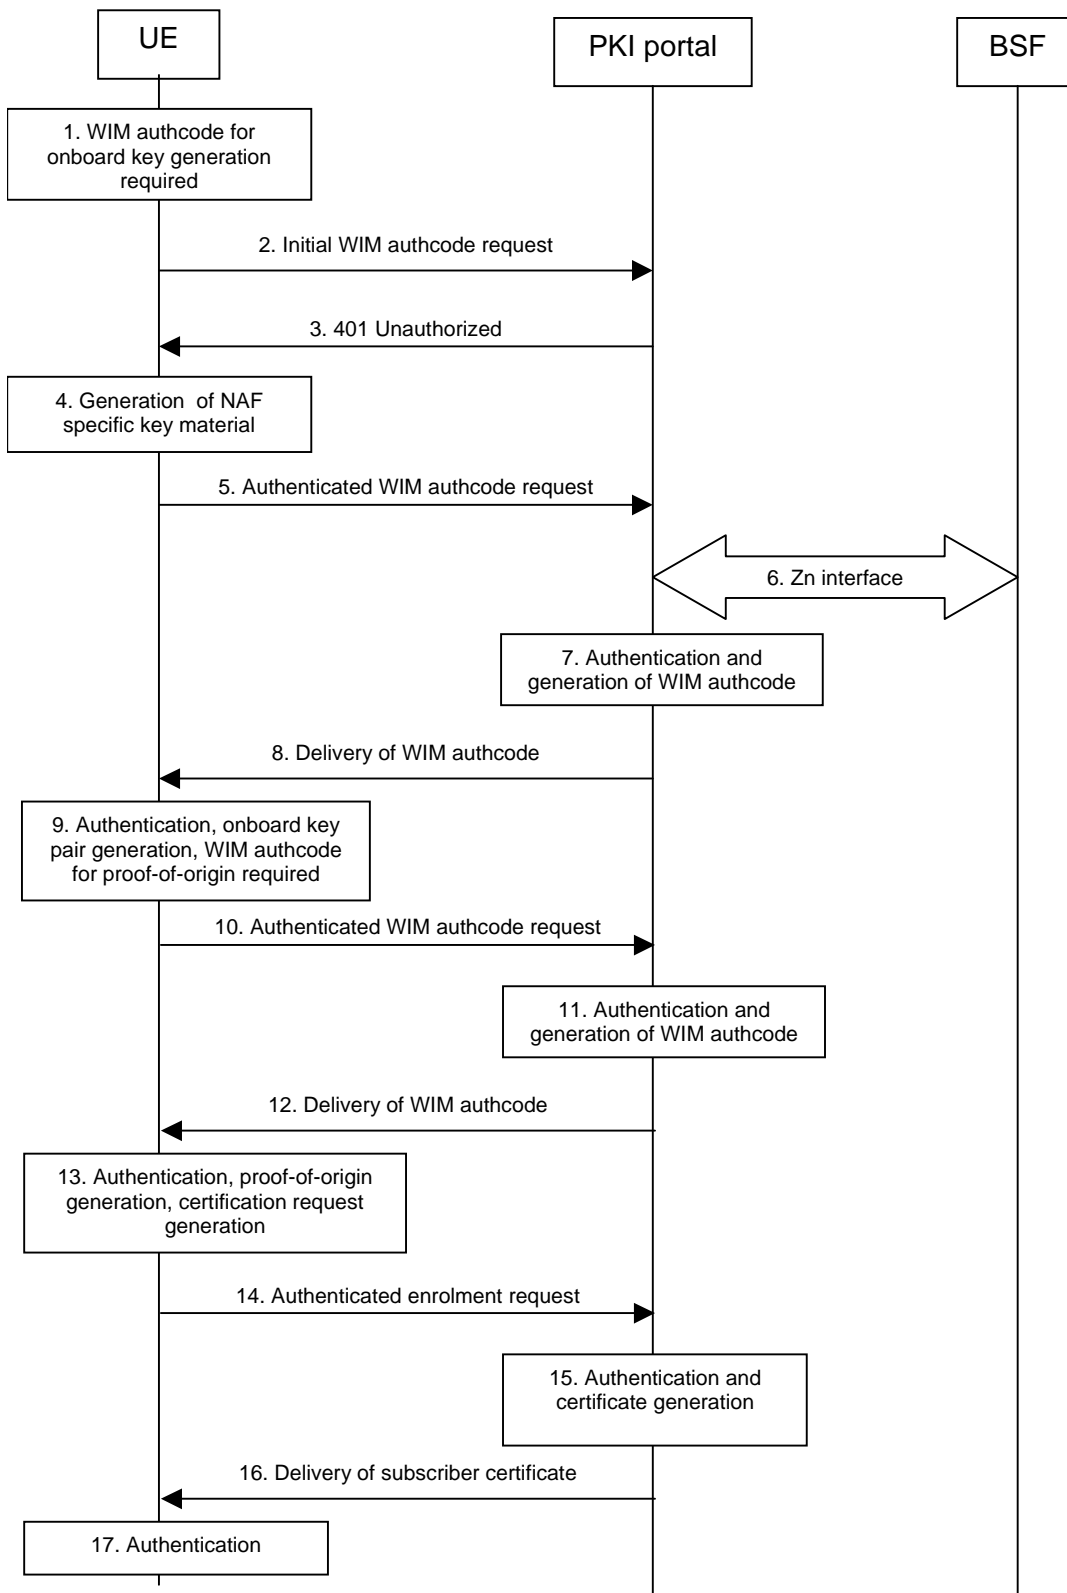 UE
PKI portal
BSF
1. WIM authcode for
onboard key generation
required
2. Initial WIM authcode request
3. 401 Unauthorized
4. Generation of NAF
specific key material
5. Authenticated WIM authcode request
6. Zn interface
7. Authentication and
generation of WIM authcode
8. Delivery of WIM authcode
9. Authentication, onboard key
pair generation, WIM authcode
for proof-of-origin required
10. Authenticated WIM authcode request
11. Authentication and
generation of WIM authcode
12. Delivery of WIM authcode
13. Authentication, proof-of-origin
generation, certification request
generation
14. Authenticated enrolment request
15. Authentication and
certificate generation
16. Delivery of subscriber certificate
17. Authentication